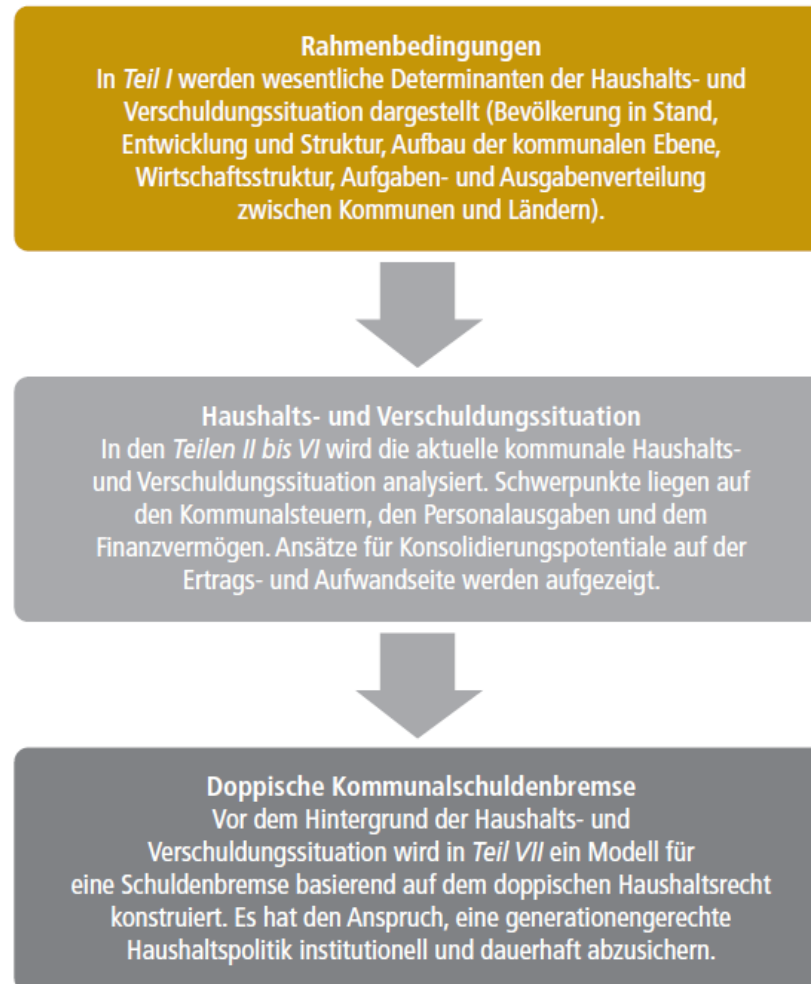 Rahmenbedingungen
In Teil I werden wesentliche Determinanten der Haushalts- und
Verschuldungssituation dargestellt (Bevölkerung in Stand,
Entwicklung und Struktur, Aufbau der kommunalen Ebene,
Wirtschaftsstruktur, Aufgaben- und Ausgabenverteilung
zwischen Kommunen und Ländern).
Haushalts- und Verschuldungssituation
In den Teilen II bis VI wird die aktuelle kommunale Haushalts-
und Verschuldungssituation analysiert. Schwerpunkte liegen auf
den Kommunalsteuern, den Personalausgaben und dem
Finanzvermögen. Ansätze für Konsolidierungspotentiale auf der
Ertrags- und Aufwandseite werden aufgezeigt.
Doppische Kommunalschuldenbremse
Vor dem Hintergrund der Haushalts- und
Verschuldungssituation wird in Teil VII ein Modell für
eine Schuldenbremse basierend auf dem doppischen Haushaltsrecht
konstruiert. Es hat den Anspruch, eine generationengerechte
Haushaltspolitik institutionell und dauerhaft abzusichern.